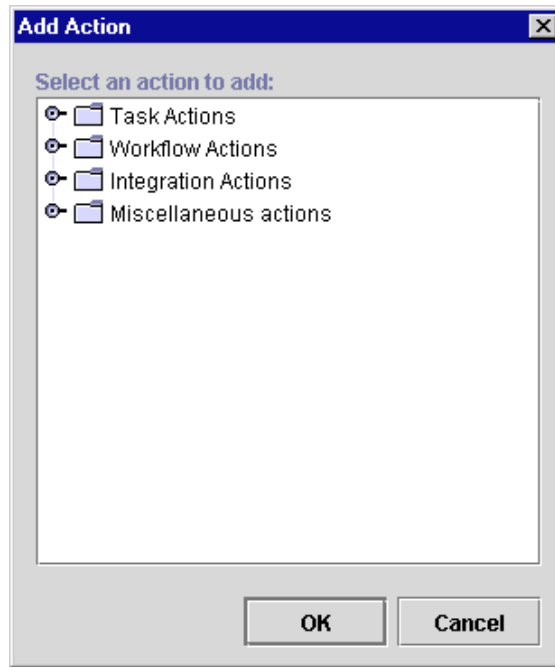 Add Action
Select an action to add:
Task Actions
Workflow Actions
Integration Actions
Miscellaneous actions
OK Cancel